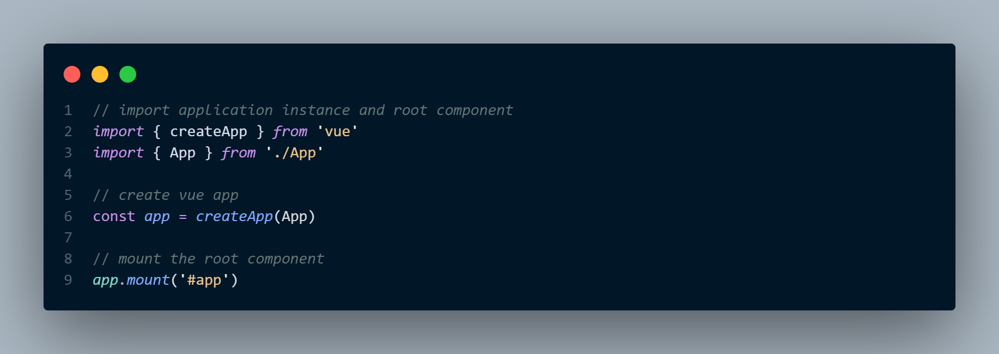 1 // import application instance and root component
2 import { createApp } from 'vue'
3 import { App } from './App'
4
5 // create vue app
6 const app = createApp(App)
7
8 // mount the root component
9 app.mount('#app')